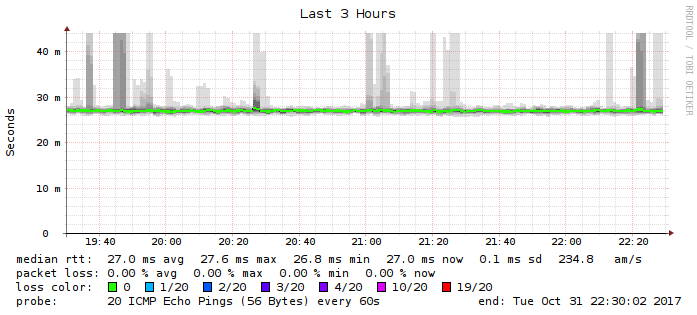 Last 3 Hours
RRDTOOL / TOBI OETIKER
Seconds
40 m
30 m
20 m
10 m
0
19:40 20:00 20:20 20:40 21:00 21:20 21:40 22:00 22:20
median rtt: 27.0 ms avg 27.6 ms max 26.8 ms min 27.0 ms now 0.1 ms sd 234.8 am/s
packet loss: 0.00 % avg 0.00 % max 0.00 % min 0.00 % now
loss color: 0 1/20 2/20 3/20 4/20 10/20 19/20
probe: 20 ICMP Echo Pings (56 Bytes) every 60s end: Tue Oct 31 22:30:02 2017